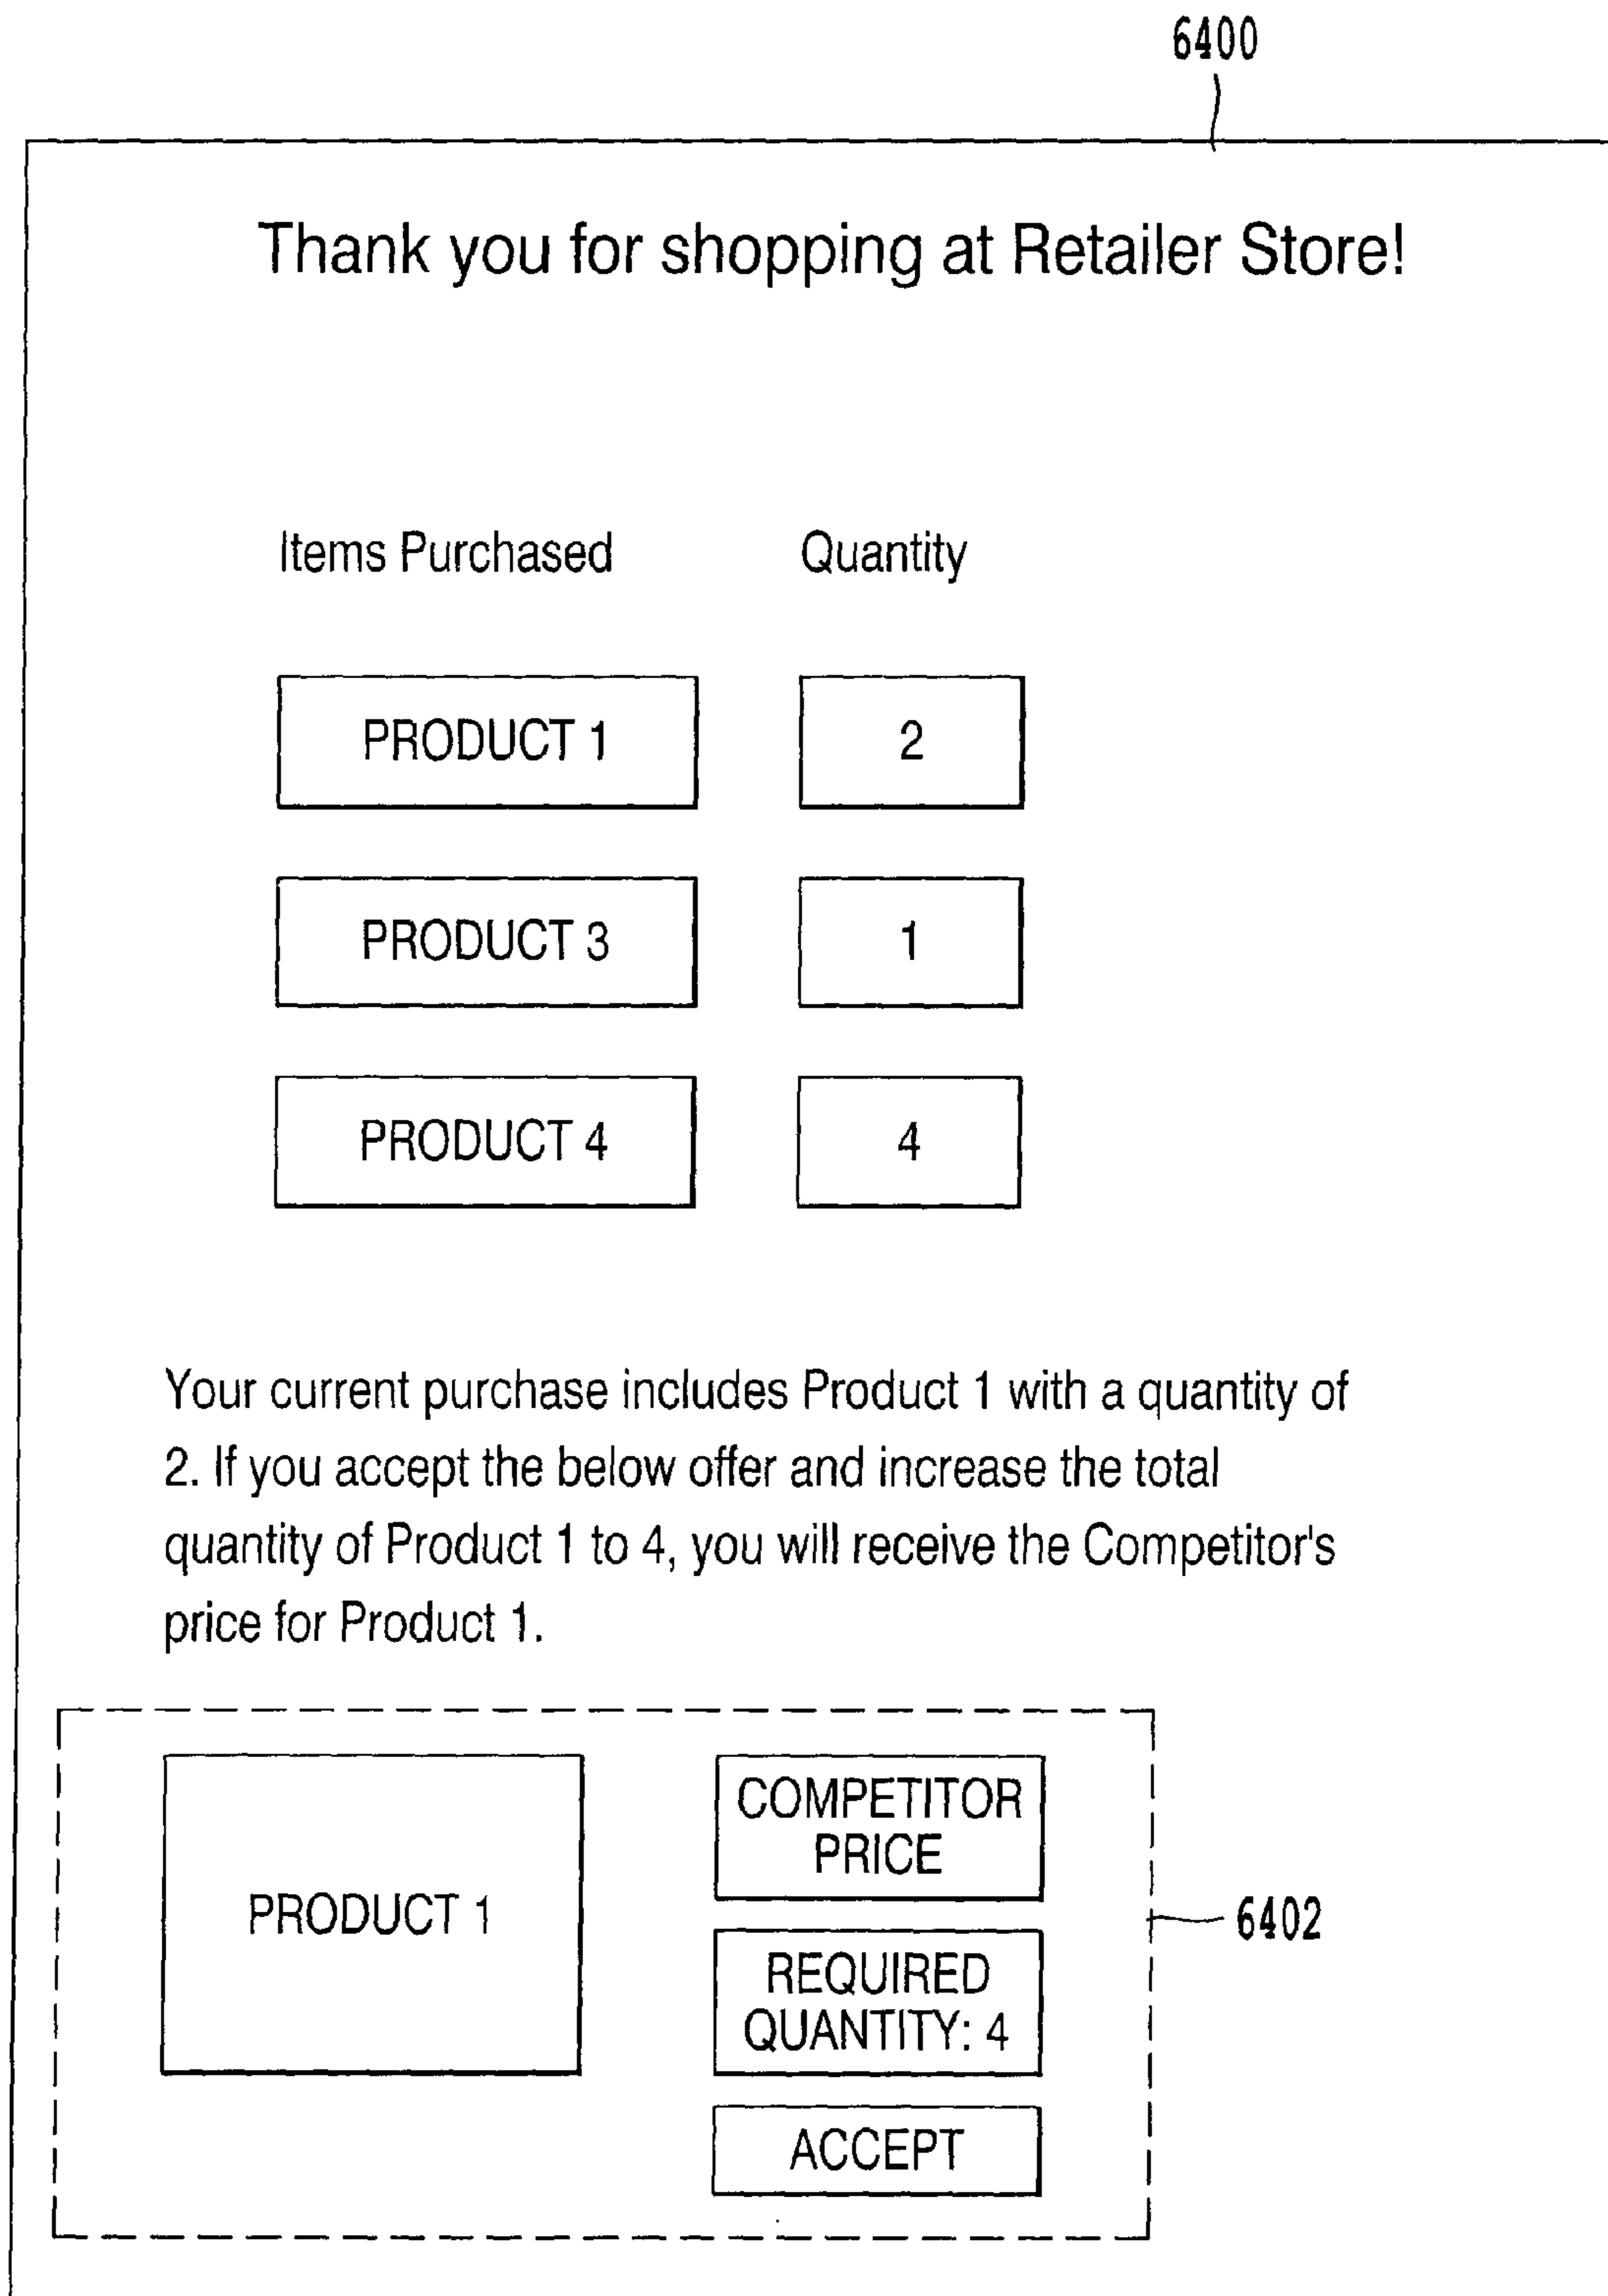 6400
Thank you for shopping at Retailer Store!
Items Purchased Quantity
PRODUCT 1 2
PRODUCT 3 1
PRODUCT 4 4
Your current purchase includes Product 1 with a quantity of
2. If you accept the below offer and increase the total
quantity of Product 1 to 4, you will receive the Competitor's
price for Product 1.
PRODUCT 1
COMPETITOR
PRICE
REQUIRED
QUANTITY: 4
ACCEPT
6402